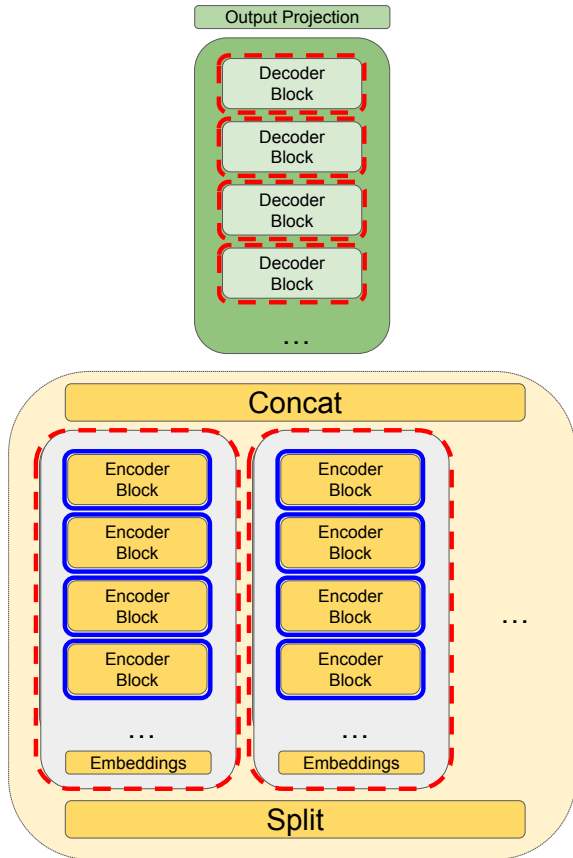 Output Projection
Decoder
Block
Decoder
Block
Decoder
Block
Decoder
Block
...
Concat
Encoder
Block
Encoder
Block
Encoder
Block
Encoder
Block
...
Embeddings
Encoder
Block
Encoder
Block
Encoder
Block
Encoder
Block
...
Embeddings
...
Split